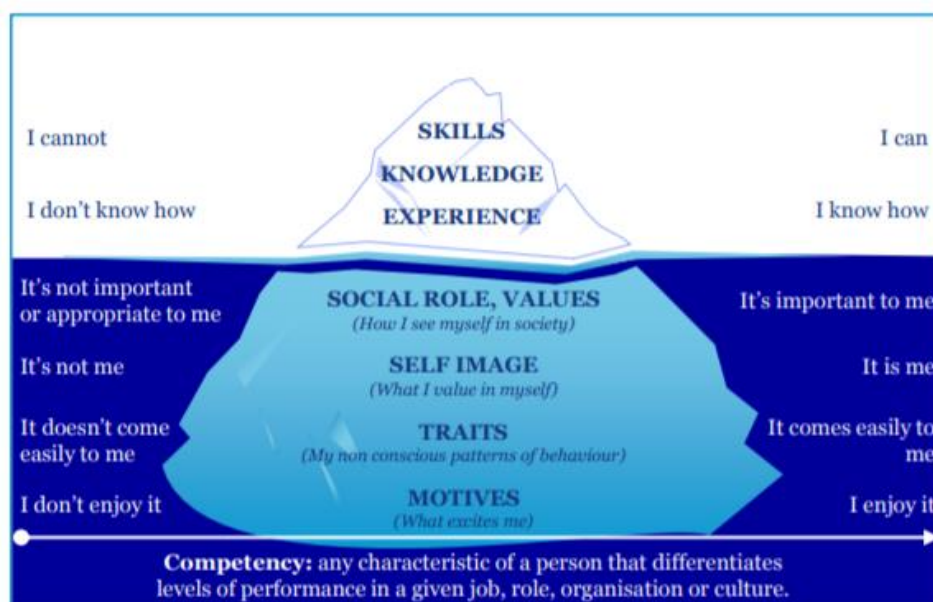 SKILLS
I cannot
I can
KNOWLEDGE
I don't know how
EXPERIENCE
I know how
It's not important
or appropriate to me
SOCIAL ROLE, VALUES
(How I see myself in society)
It's important to me
It's not me
SELF IMAGE
(What I value in myself)
It is me
It doesn't come
easily to me
TRAITS
(My non conscious patterns of behaviour)
It comes easily to
me
I don't enjoy it
MOTIVES
(What excites me)
I enjoy it
Competency: any characteristic of a person that differentiates
levels of performance in a given job, role, organisation or culture.